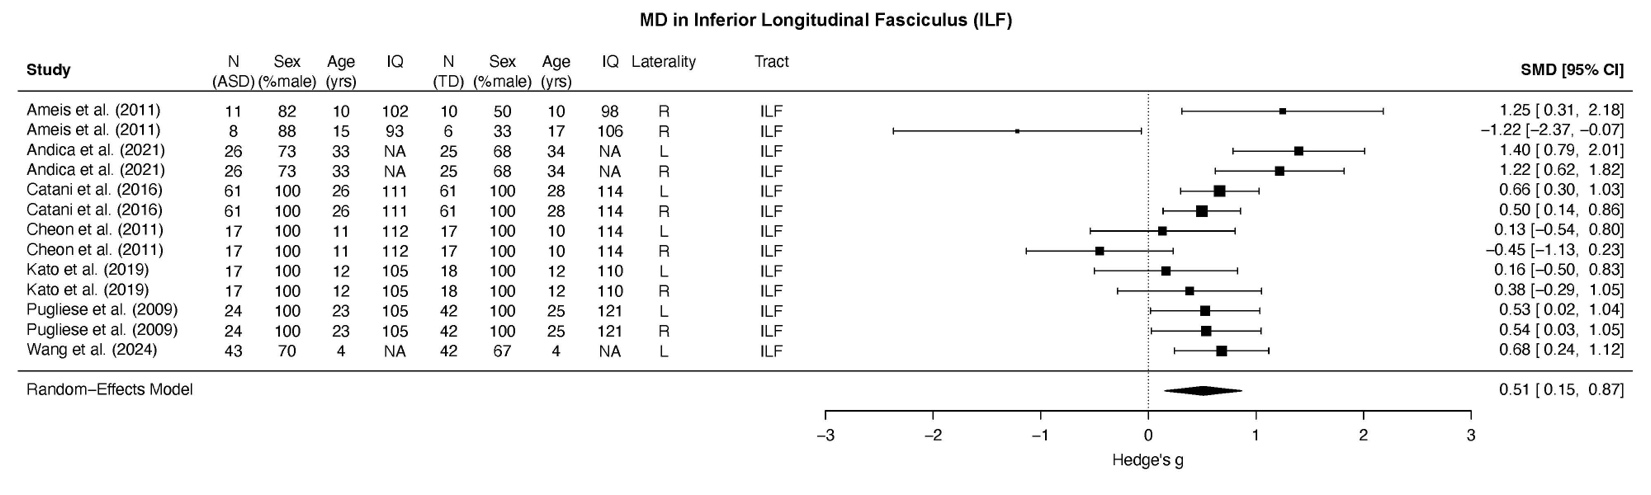 MD in Inferior Longitudinal Fasciculus (ILF)
Study N (ASD) Sex (%male) Age (yrs) IQ N (TD) Sex (%male) Age (yrs) IQ Laterality Tract SMD [95% CI]
Ameis et al. (2011) 11 82 10 102 10 50 10 98 R ILF 1.25 [ 0.31, 2.18]
Ameis et al. (2011) 8 88 15 93 6 33 17 106 R ILF −1.22 [−2.37, −0.07]
Andica et al. (2021) 26 73 33 NA 25 68 34 NA L ILF 1.40 [ 0.79, 2.01]
Andica et al. (2021) 26 73 33 NA 25 68 34 NA R ILF 1.22 [ 0.62, 1.82]
Catani et al. (2016) 61 100 26 111 61 100 28 114 L ILF 0.66 [ 0.30, 1.03]
Catani et al. (2016) 61 100 26 111 61 100 28 114 R ILF 0.50 [ 0.14, 0.86]
Cheon et al. (2011) 17 100 11 112 17 100 10 114 L ILF 0.13 [−0.54, 0.80]
Cheon et al. (2011) 17 100 11 112 17 100 10 114 R ILF −0.45 [−1.13, 0.23]
Kato et al. (2019) 17 100 12 105 18 100 12 110 L ILF 0.16 [−0.50, 0.83]
Kato et al. (2019) 17 100 12 105 18 100 12 110 R ILF 0.38 [−0.29, 1.05]
Pugliese et al. (2009) 24 100 23 105 42 100 25 121 L ILF 0.53 [ 0.02, 1.04]
Pugliese et al. (2009) 24 100 23 105 42 100 25 121 R ILF 0.54 [ 0.03, 1.05]
Wang et al. (2024) 43 70 4 NA 42 67 4 NA L ILF 0.68 [ 0.24, 1.12]
Random−Effects Model 0.51 [ 0.15, 0.87]
−3 −2 −1 0 1 2 3
Hedge's g